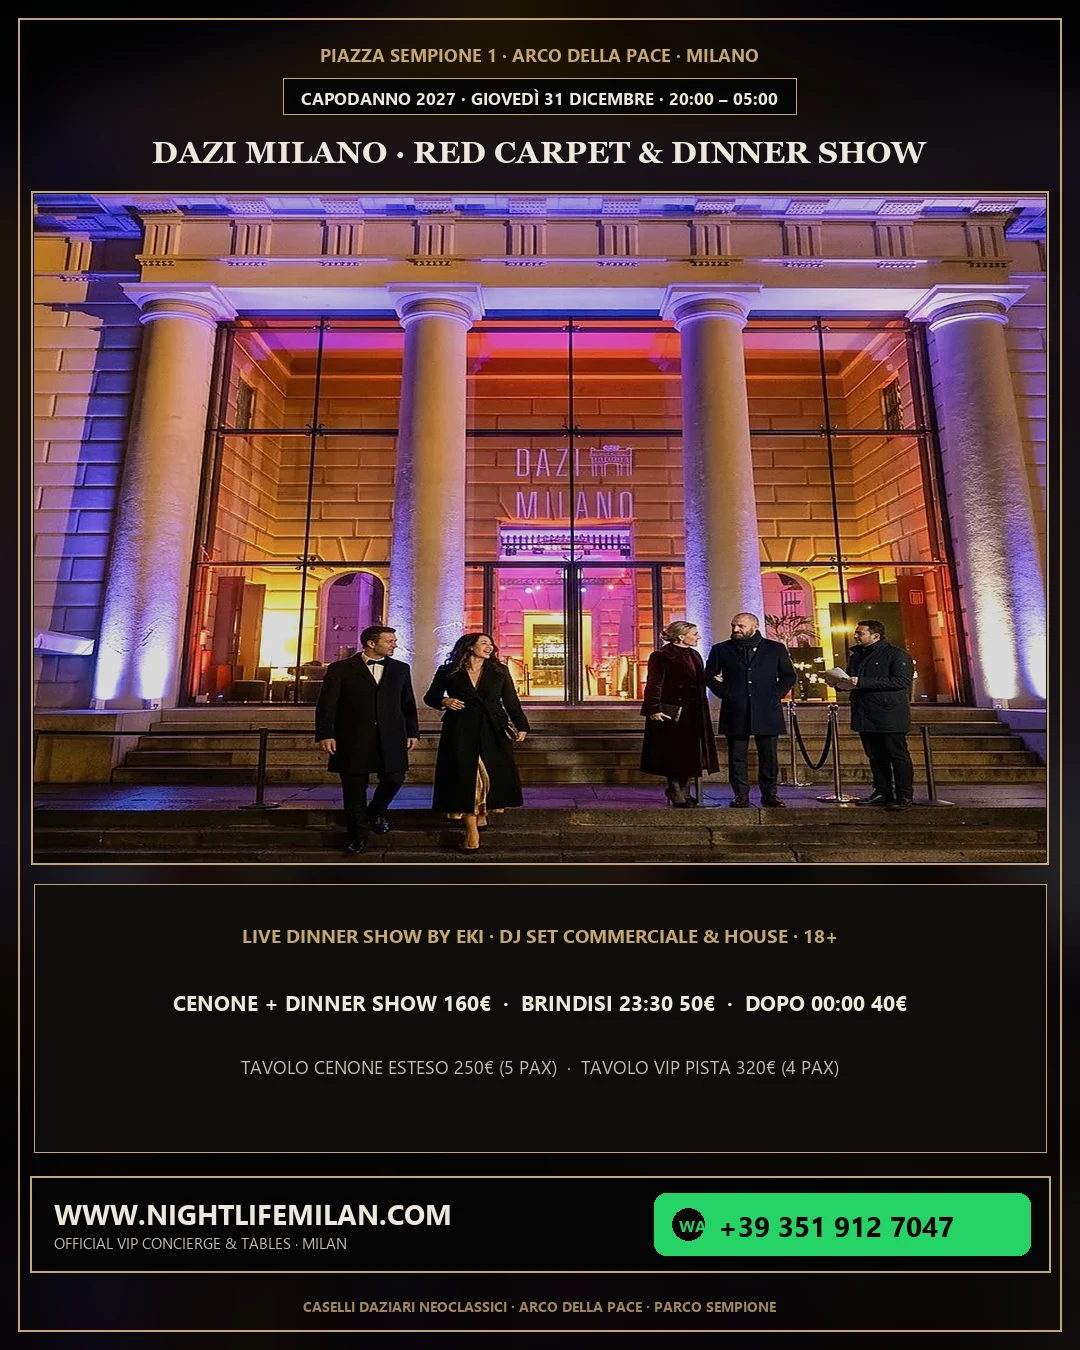 PIAZZA SEMPIONE 1 · ARCO DELLA PACE · MILANO
CAPODANNO 2027 · GIOVEDÌ 31 DICEMBRE · 20:00 – 05:00
DAZI MILANO · RED CARPET & DINNER SHOW
DAZI
MILANO
LIVE DINNER SHOW BY EKI · DJ SET COMMERCIALE & HOUSE · 18+
CENONE + DINNER SHOW 160€ · BRINDISI 23:30 50€ · DOPO 00:00 40€
TAVOLO CENONE ESTESO 250€ (5 PAX) · TAVOLO VIP PISTA 320€ (4 PAX)
WWW.NIGHTLIFEMILAN.COM
OFFICIAL VIP CONCIERGE & TABLES · MILAN
WA +39 351 912 7047
CASELLI DAZIARI NEOCLASSICI · ARCO DELLA PACE · PARCO SEMPIONE